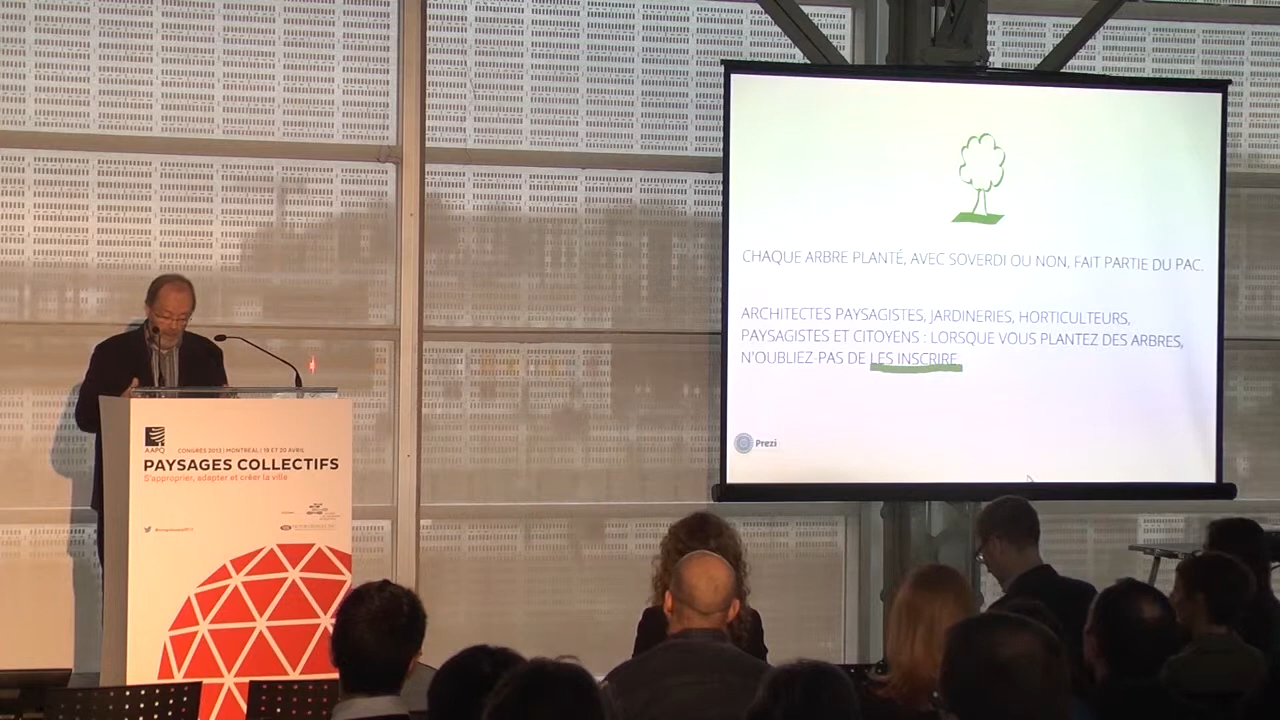 CHAQUE ARBRE PLANTÉ, AVEC SOVERDI OU NON, FAIT PARTIE DU PAC.
ARCHITECTES PAYSAGISTES, JARDINERIES, HORTICULTEURS,
PAYSAGISTES ET CITOYENS : LORSQUE VOUS PLANTEZ DES ARBRES,
N'OUBLIEZ PAS DE LES INSCRIRE
Prezi
AAPQ
CONGRÈS 2013 | MONTRÉAL | 19 ET 20 AVRIL
PAYSAGES COLLECTIFS
S'approprier, adapter et créer la ville